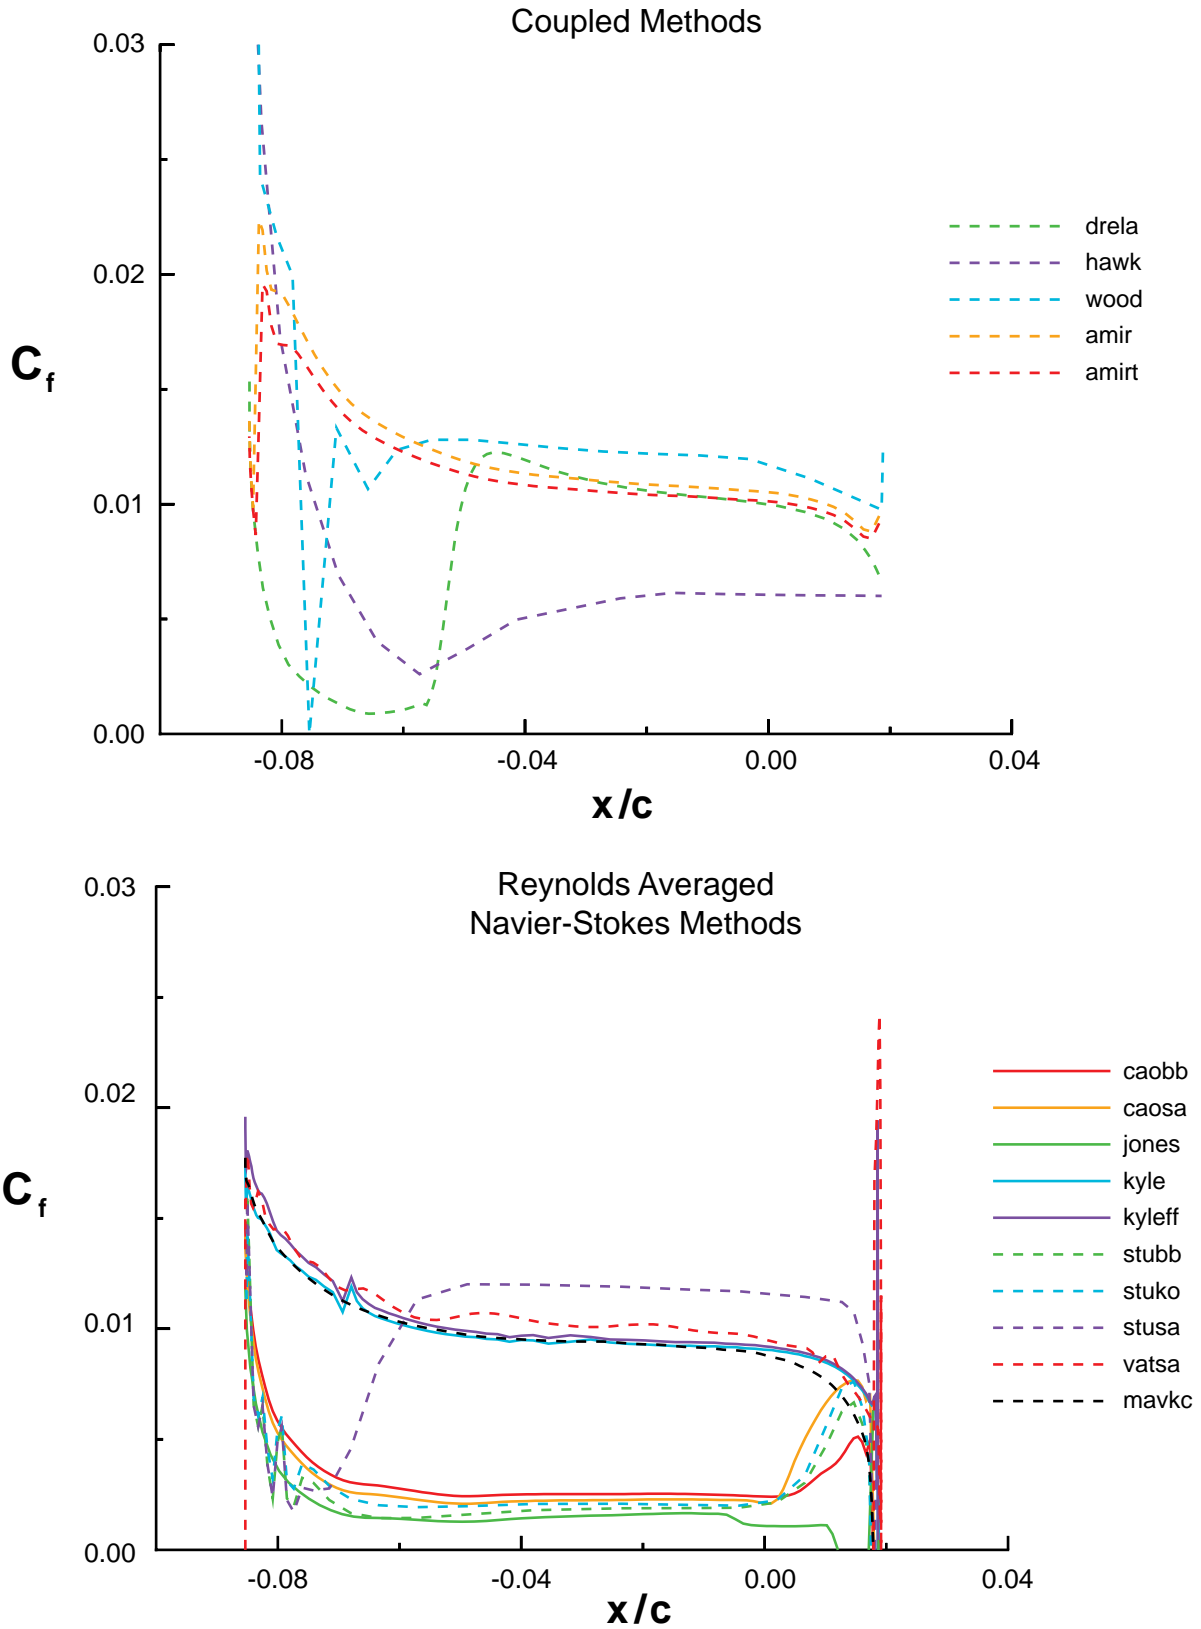 Coupled Methods
0.03
0.02
0.01
0.00
C f
-0.08
-0.04
0.00
0.04
x/c
drela
hawk
wood
amir
amirt
Reynolds Averaged
Navier-Stokes Methods
0.03
0.02
0.01
0.00
C f
-0.08
-0.04
0.00
0.04
x/c
caobb
caosa
jones
kyle
kyleff
stubb
stuko
stusa
vatsa
mavkc